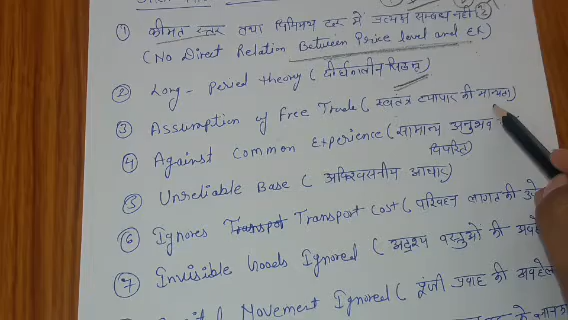 ① कीमत स्तर तथा विनिमय दर में प्रत्यक्ष सम्बन्ध नहीं
(No Direct Relation Between Price level and ER)
② Long-Period theory (दीर्घकालीन सिद्धान्त)
③ Assumption of Free Trade (स्वतंत्र व्यापार की मान्यता)
④ Against Common Experience (सामान्य अनुभव
विपरित)
⑤ Unreliable Base (अविश्वसनीय आधार)
⑥ Ignores Transport Cost (परिवहन लागत की
⑦ Invisible Goods Ignored (अदृश्य वस्तुओं की
Movement Ignored (पूंजी प्रवाह की